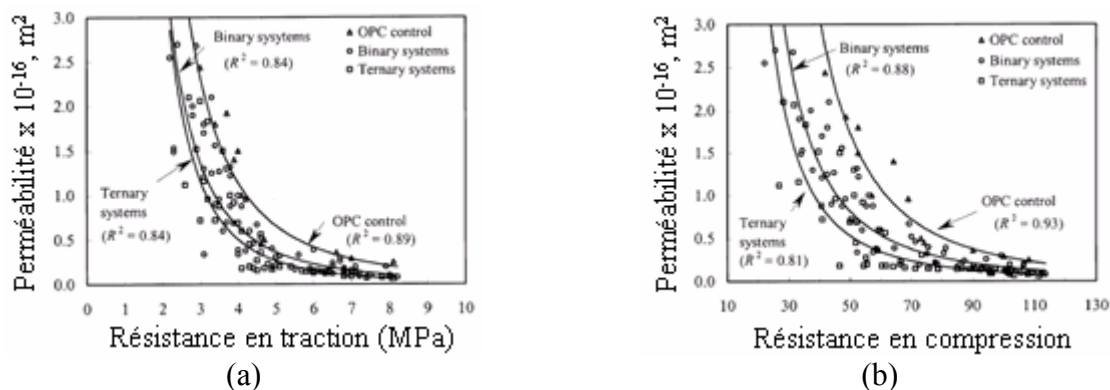 Perméabilité x 10-16, m2
3.0
2.5
2.0
1.5
1.0
0.5
0.0
Binary sysytems
(R2 = 0.84)
OPC control
Binary systems
Ternary systems
Ternary
systems
(R2 = 0.84)
OPC control
(R2 = 0.89)
0 1 2 3 4 5 6 7 8 9 10
Résistance en traction (MPa)
(a)
Perméabilité x 10-16, m2
3.0
2.5
2.0
1.5
1.0
0.5
0.0
Binary systems
(R2 = 0.88)
OPC control
Binary systems
Ternary systems
Ternary
systems
(R2 = 0.81)
OPC control
(R2 = 0.93)
10 30 50 70 90 110 130
Résistance en compression
(b)